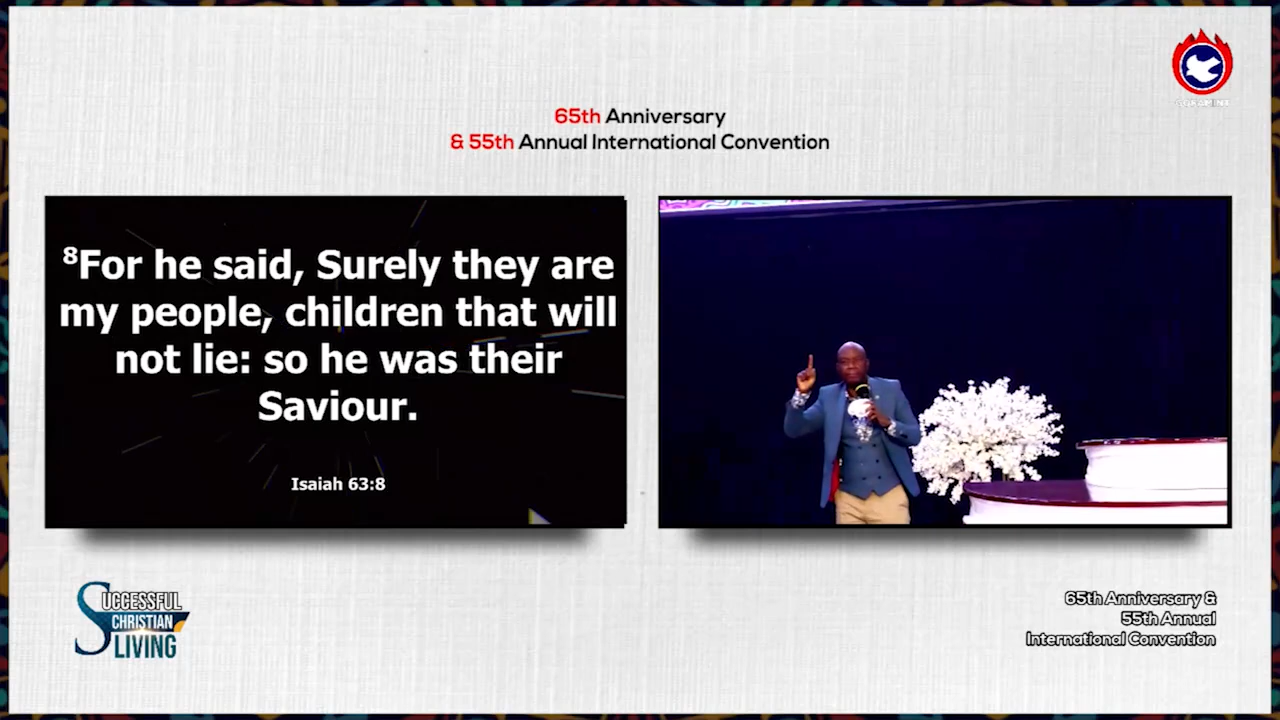 65th Anniversary
& 55th Annual International Convention
⁸For he said, Surely they are
my people, children that will
not lie: so he was their
Saviour.
Isaiah 63:8
SUCCESSFUL
CHRISTIAN
LIVING
65th Anniversary &
55th Annual
International Convention